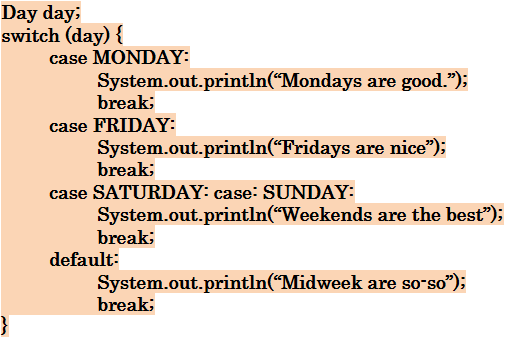 Day day;
switch (day) {
case MONDAY:
System.out.println(“Mondays are good.”);
break;
case FRIDAY:
System.out.println(“Fridays are nice”);
break;
case SATURDAY: case: SUNDAY:
System.out.println(“Weekends are the best”);
break;
default:
System.out.println(“Midweek are so-so”);
break;
}